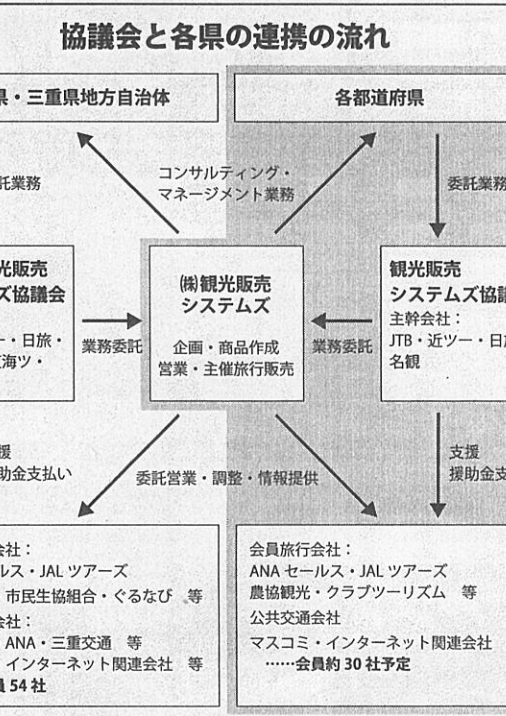 協議会と各県の連携の流れ
県・三重県地方自治体
各都道府県
託業務
コンサルティング・
マネージメント業務
委託業務
光販売
ズ協議会
ー・日旅・
海ツ・
業務委託
㈱観光販売
システムズ
企画・商品作成
営業・主催旅行販売
業務委託
観光販売
システムズ協議
主幹会社：
JTB・近ツー・日旅
名観
援
助金支払い
委託営業・調整・情報提供
支援
援助金支
会社：
ルス・JAL ツアーズ
市民生協組合・ぐるなび 等
会社：
ANA・三重交通 等
インターネット関連会社 等
員 54 社
会員旅行会社：
ANA セールス・JAL ツアーズ
農協観光・クラブツーリズム 等
公共交通会社
マスコミ・インターネット関連会社
……会員約 30 社予定